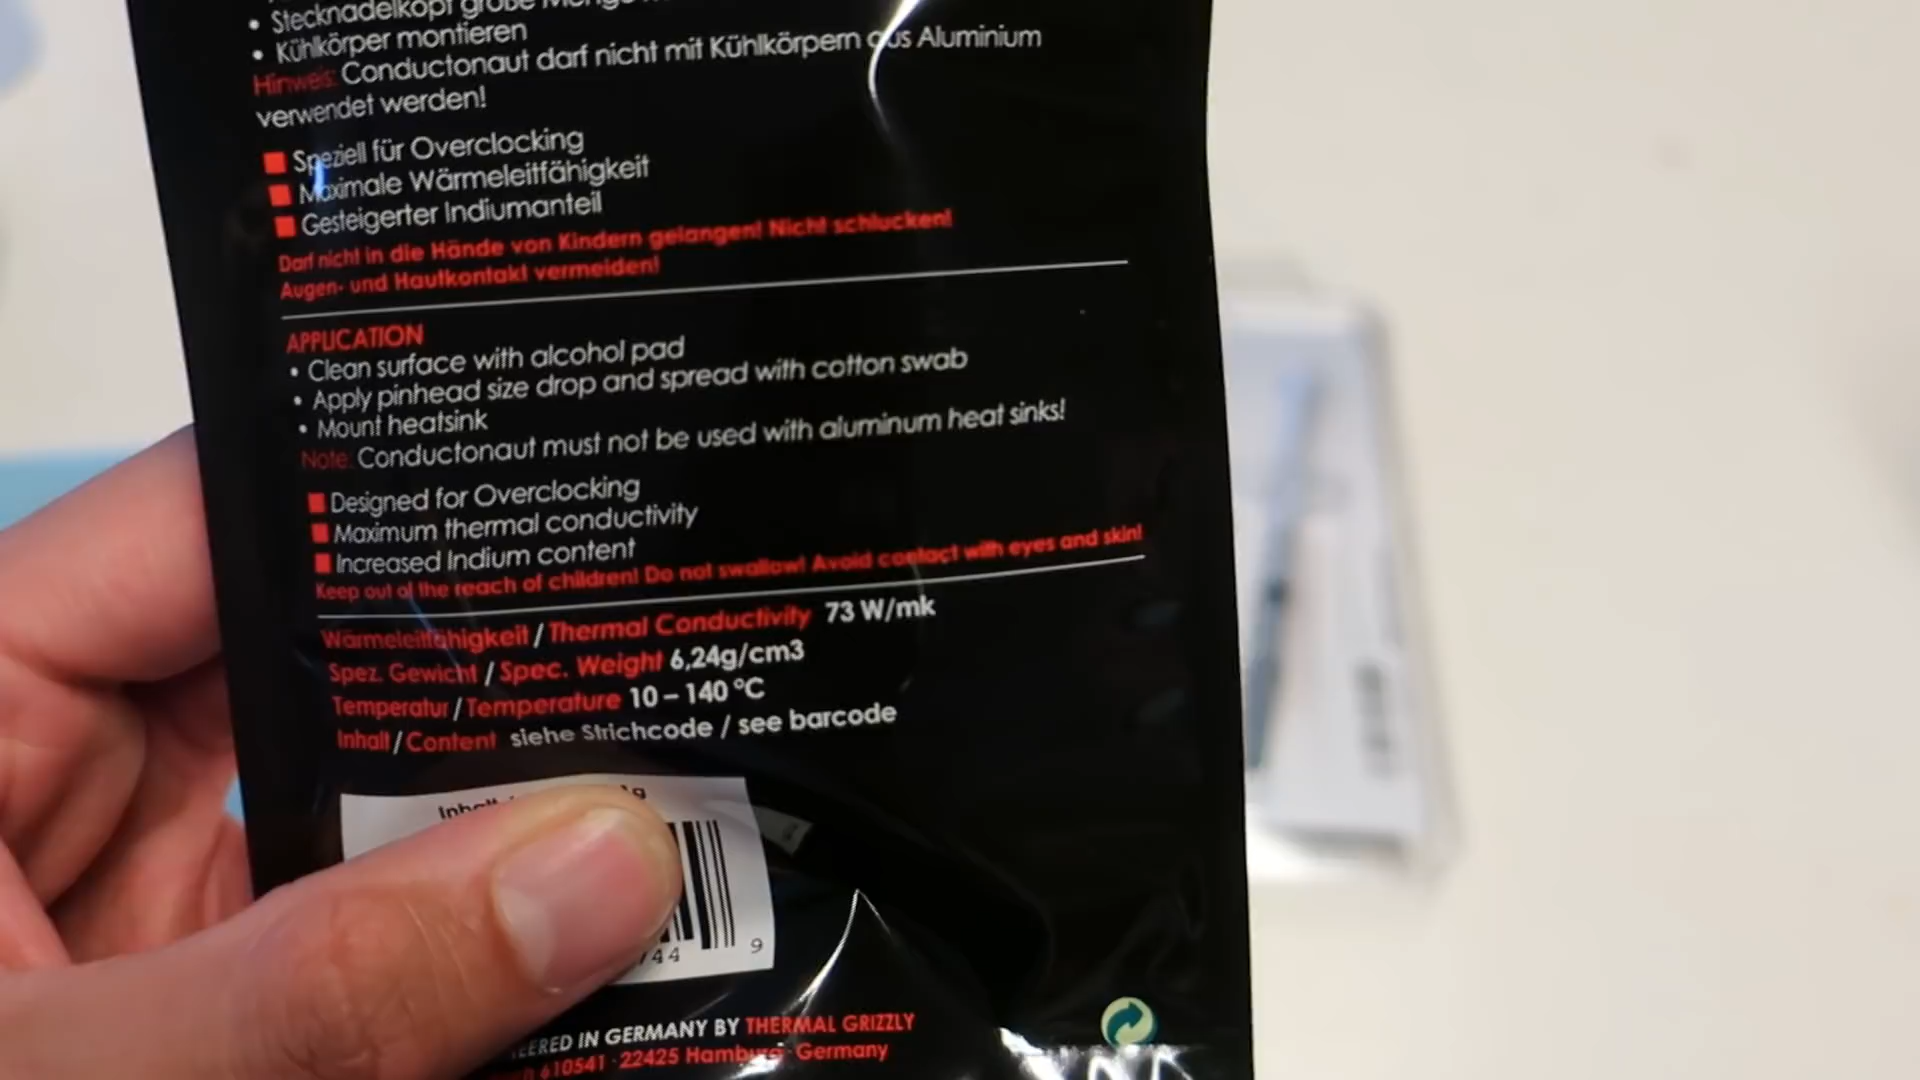 • Stecknadelkopf große
• Kühlkörper montieren
Hinweis: Conductonaut darf nicht mit Kühlkörpern aus Aluminium
verwendet werden!
Speziell für Overclocking
Maximale Wärmeleitfähigkeit
Gesteigerter Indiumanteil
Darf nicht in die Hände von Kindern gelangen! Nicht schlucken!
Augen- und Hautkontakt vermeiden!
APPLICATION
• Clean surface with alcohol pad
• Apply pinhead size drop and spread with cotton swab
• Mount heatsink
Note: Conductonaut must not be used with aluminum heat sinks!
Designed for Overclocking
Maximum thermal conductivity
Increased Indium content
Keep out of the reach of children! Do not swallow! Avoid contact with eyes and skin!
Wärmeleitfähigkeit / Thermal Conductivity 73 W/mk
Spez. Gewicht / Spec. Weight 6,24g/cm3
Temperatur / Temperature 10 – 140 °C
Inhalt / Content siehe Strichcode / see barcode
44 9
IN GERMANY BY THERMAL GRIZZLY
610541 · 22425 Hamburg · Germany